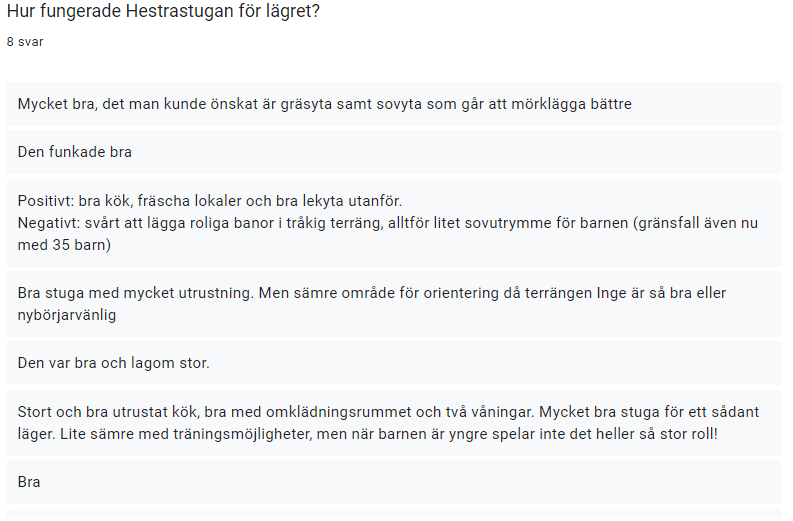 Hur fungerade Hestrastugan för lägret?
8 svar
Mycket bra, det man kunde önskat är gräsyta samt sovyta som går att mörklägga bättre
Den funkade bra
Positivt: bra kök, fräscha lokaler och bra lekyta utanför.
Negativt: svårt att lägga roliga banor i tråkig terräng, alltför litet sovutrymme för barnen (gränsfall även nu
med 35 barn)
Bra stuga med mycket utrustning. Men sämre område för orientering då terrängen Inge är så bra eller
nybörjarvänlig
Den var bra och lagom stor.
Stort och bra utrustat kök, bra med omklädningsrummet och två våningar. Mycket bra stuga för ett sådant
läger. Lite sämre med träningsmöjligheter, men när barnen är yngre spelar inte det heller så stor roll!
Bra